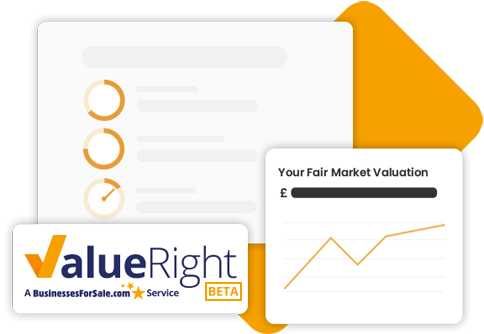 Your Fair Market Valuation
£
ValueRight
A BusinessesForSale.com Service
BETA